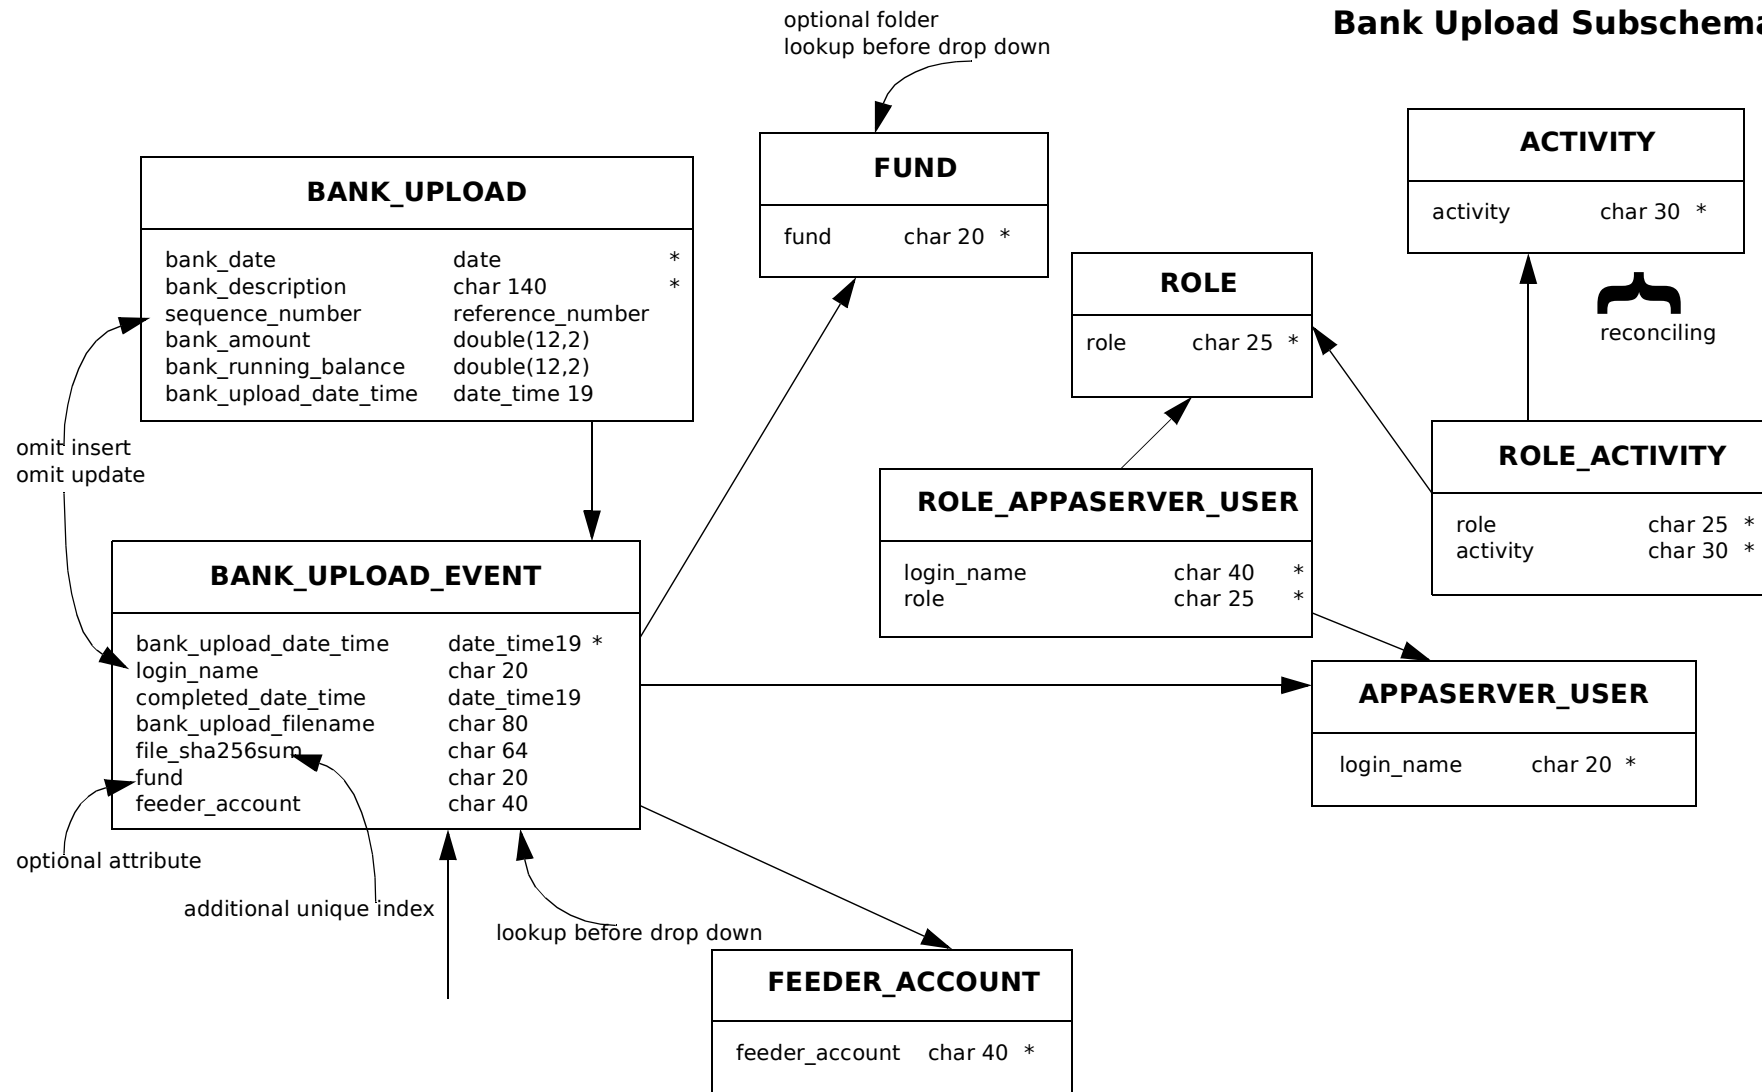 optional folder
lookup before drop down
Bank Upload Subschema
BANK_UPLOAD
bank_date date *
bank_description char 140 *
sequence_number reference_number
bank_amount double(12,2)
bank_running_balance double(12,2)
bank_upload_date_time date_time 19
FUND
fund char 20 *
ACTIVITY
activity char 30 *
reconciling
ROLE
role char 25 *
omit insert
omit update
ROLE_APPASERVER_USER
login_name char 40 *
role char 25 *
ROLE_ACTIVITY
role char 25 *
activity char 30 *
BANK_UPLOAD_EVENT
bank_upload_date_time date_time19 *
login_name char 20
completed_date_time date_time19
bank_upload_filename char 80
file_sha256sum char 64
fund char 20
feeder_account char 40
APPASERVER_USER
login_name char 20 *
optional attribute
additional unique index
lookup before drop down
FEEDER_ACCOUNT
feeder_account char 40 *